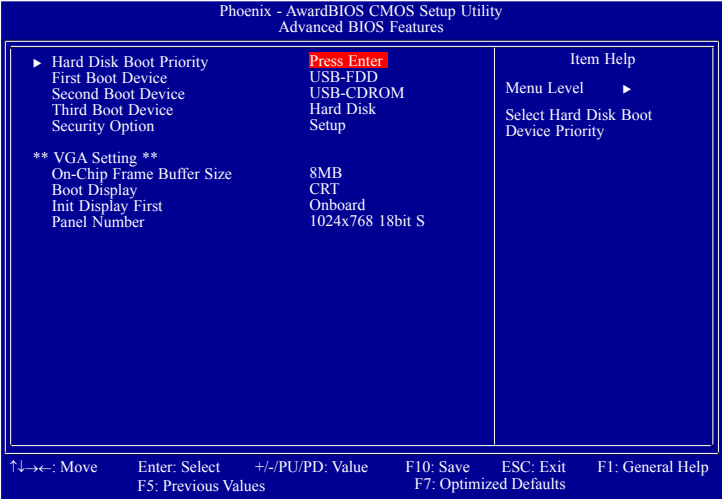 Phoenix - AwardBIOS CMOS Setup Utility
Advanced BIOS Features
▶ Hard Disk Boot Priority Press Enter
First Boot Device USB-FDD
Second Boot Device USB-CDROM
Third Boot Device Hard Disk
Security Option Setup
** VGA Setting **
On-Chip Frame Buffer Size 8MB
Boot Display CRT
Init Display First Onboard
Panel Number 1024x768 18bit S
Item Help
Menu Level ▶
Select Hard Disk Boot
Device Priority
↑↓→←: Move Enter: Select +/-/PU/PD: Value F10: Save ESC: Exit F1: General Help
F5: Previous Values F7: Optimized Defaults